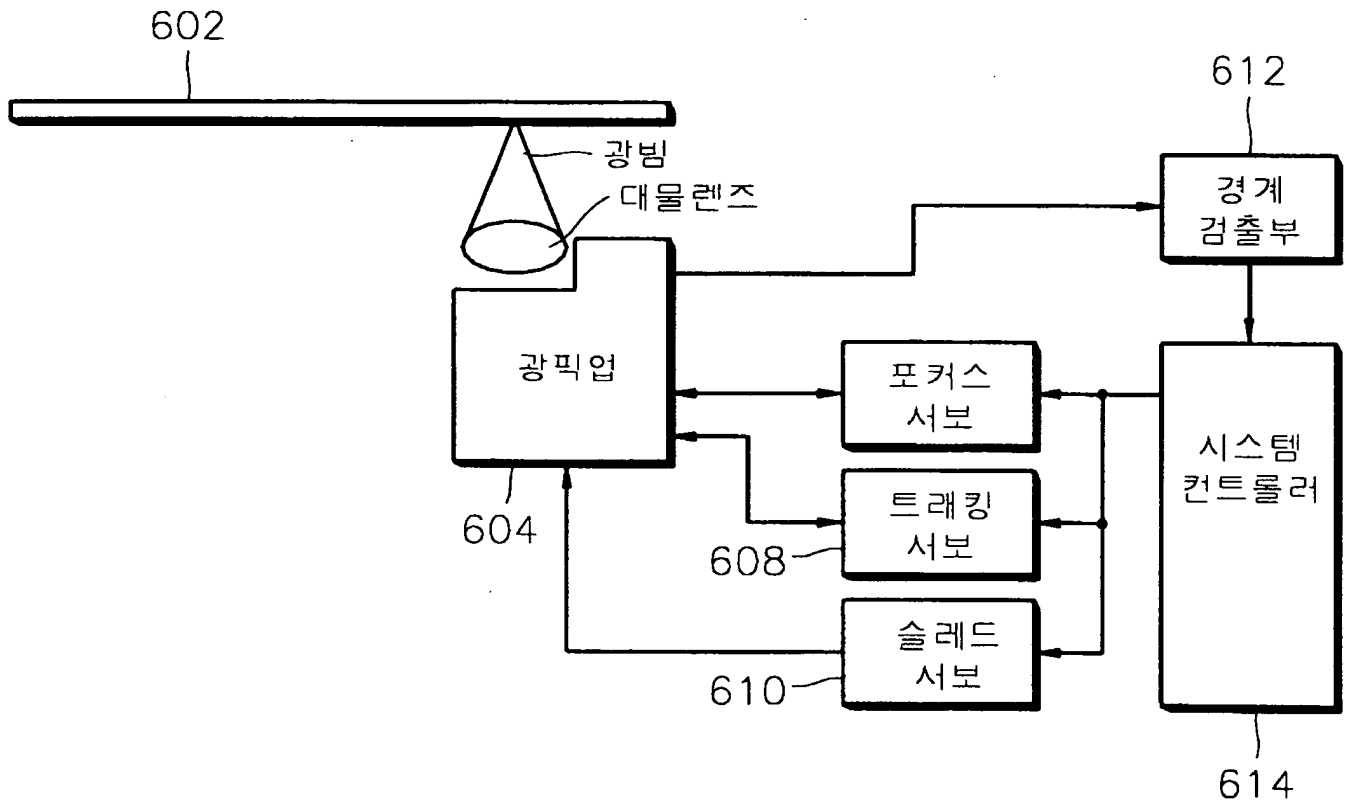 602
612
광빔
대물렌즈
경계
검출부
광픽업
포커스
서보
시스템
컨트롤러
604
트래킹
서보
608
슬레드
서보
610
614